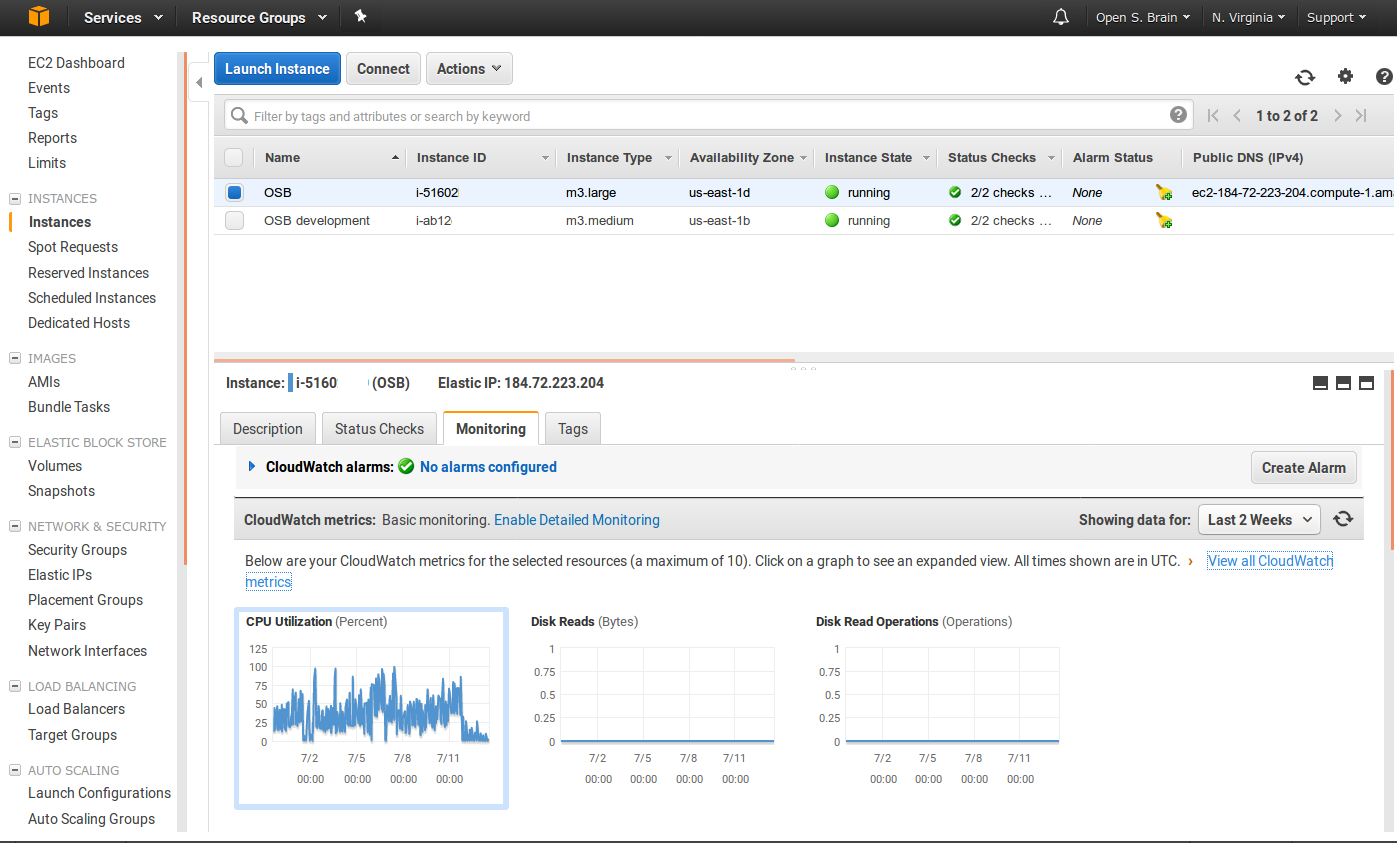 Services Resource Groups Open S. Brain N. Virginia Support
EC2 Dashboard
Events
Tags
Reports
Limits
INSTANCES
Instances
Spot Requests
Reserved Instances
Scheduled Instances
Dedicated Hosts
IMAGES
AMIs
Bundle Tasks
ELASTIC BLOCK STORE
Volumes
Snapshots
NETWORK & SECURITY
Security Groups
Elastic IPs
Placement Groups
Key Pairs
Network Interfaces
LOAD BALANCING
Load Balancers
Target Groups
AUTO SCALING
Launch Configurations
Auto Scaling Groups
Launch Instance Connect Actions
Filter by tags and attributes or search by keyword 1 to 2 of 2
Name Instance ID Instance Type Availability Zone Instance State Status Checks Alarm Status Public DNS (IPv4)
OSB i-51602 m3.large us-east-1d running 2/2 checks ... None ec2-184-72-223-204.compute-1.am
OSB development i-ab12 m3.medium us-east-1b running 2/2 checks ... None
Instance: i-5160 (OSB) Elastic IP: 184.72.223.204
Description Status Checks Monitoring Tags
CloudWatch alarms: No alarms configured Create Alarm
CloudWatch metrics: Basic monitoring. Enable Detailed Monitoring Showing data for: Last 2 Weeks
Below are your CloudWatch metrics for the selected resources (a maximum of 10). Click on a graph to see an expanded view. All times shown are in UTC. › View all CloudWatch
metrics
CPU Utilization (Percent)
125
100
75
50
25
0
7/2 7/5 7/8 7/11
00:00 00:00 00:00 00:00
Disk Reads (Bytes)
1
0.75
0.5
0.25
0
7/2 7/5 7/8 7/11
00:00 00:00 00:00 00:00
Disk Read Operations (Operations)
1
0.75
0.5
0.25
0
7/2 7/5 7/8 7/11
00:00 00:00 00:00 00:00